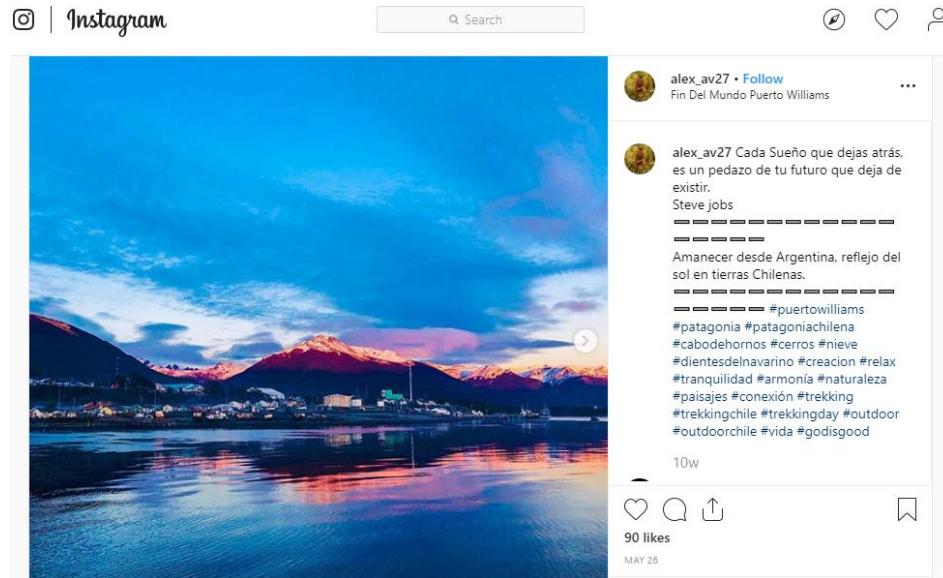 Instagram
Search
alex_av27 • Follow
Fin Del Mundo Puerto Williams
alex_av27 Cada Sueño que dejas atrás,
es un pedazo de tu futuro que deja de
existir.
Steve jobs
Amanecer desde Argentina, reflejo del
sol en tierras Chilenas.
#puertowilliams
#patagonia #patagoniachilena
#cabodehornos #cerros #nieve
#dientesdelnavarino #creacion #relax
#tranquilidad #armonía #naturaleza
#paisajes #conexión #trekking
#trekkingchile #trekkingday #outdoor
#outdoorchile #vida #godisgood
10w
90 likes
MAY 26